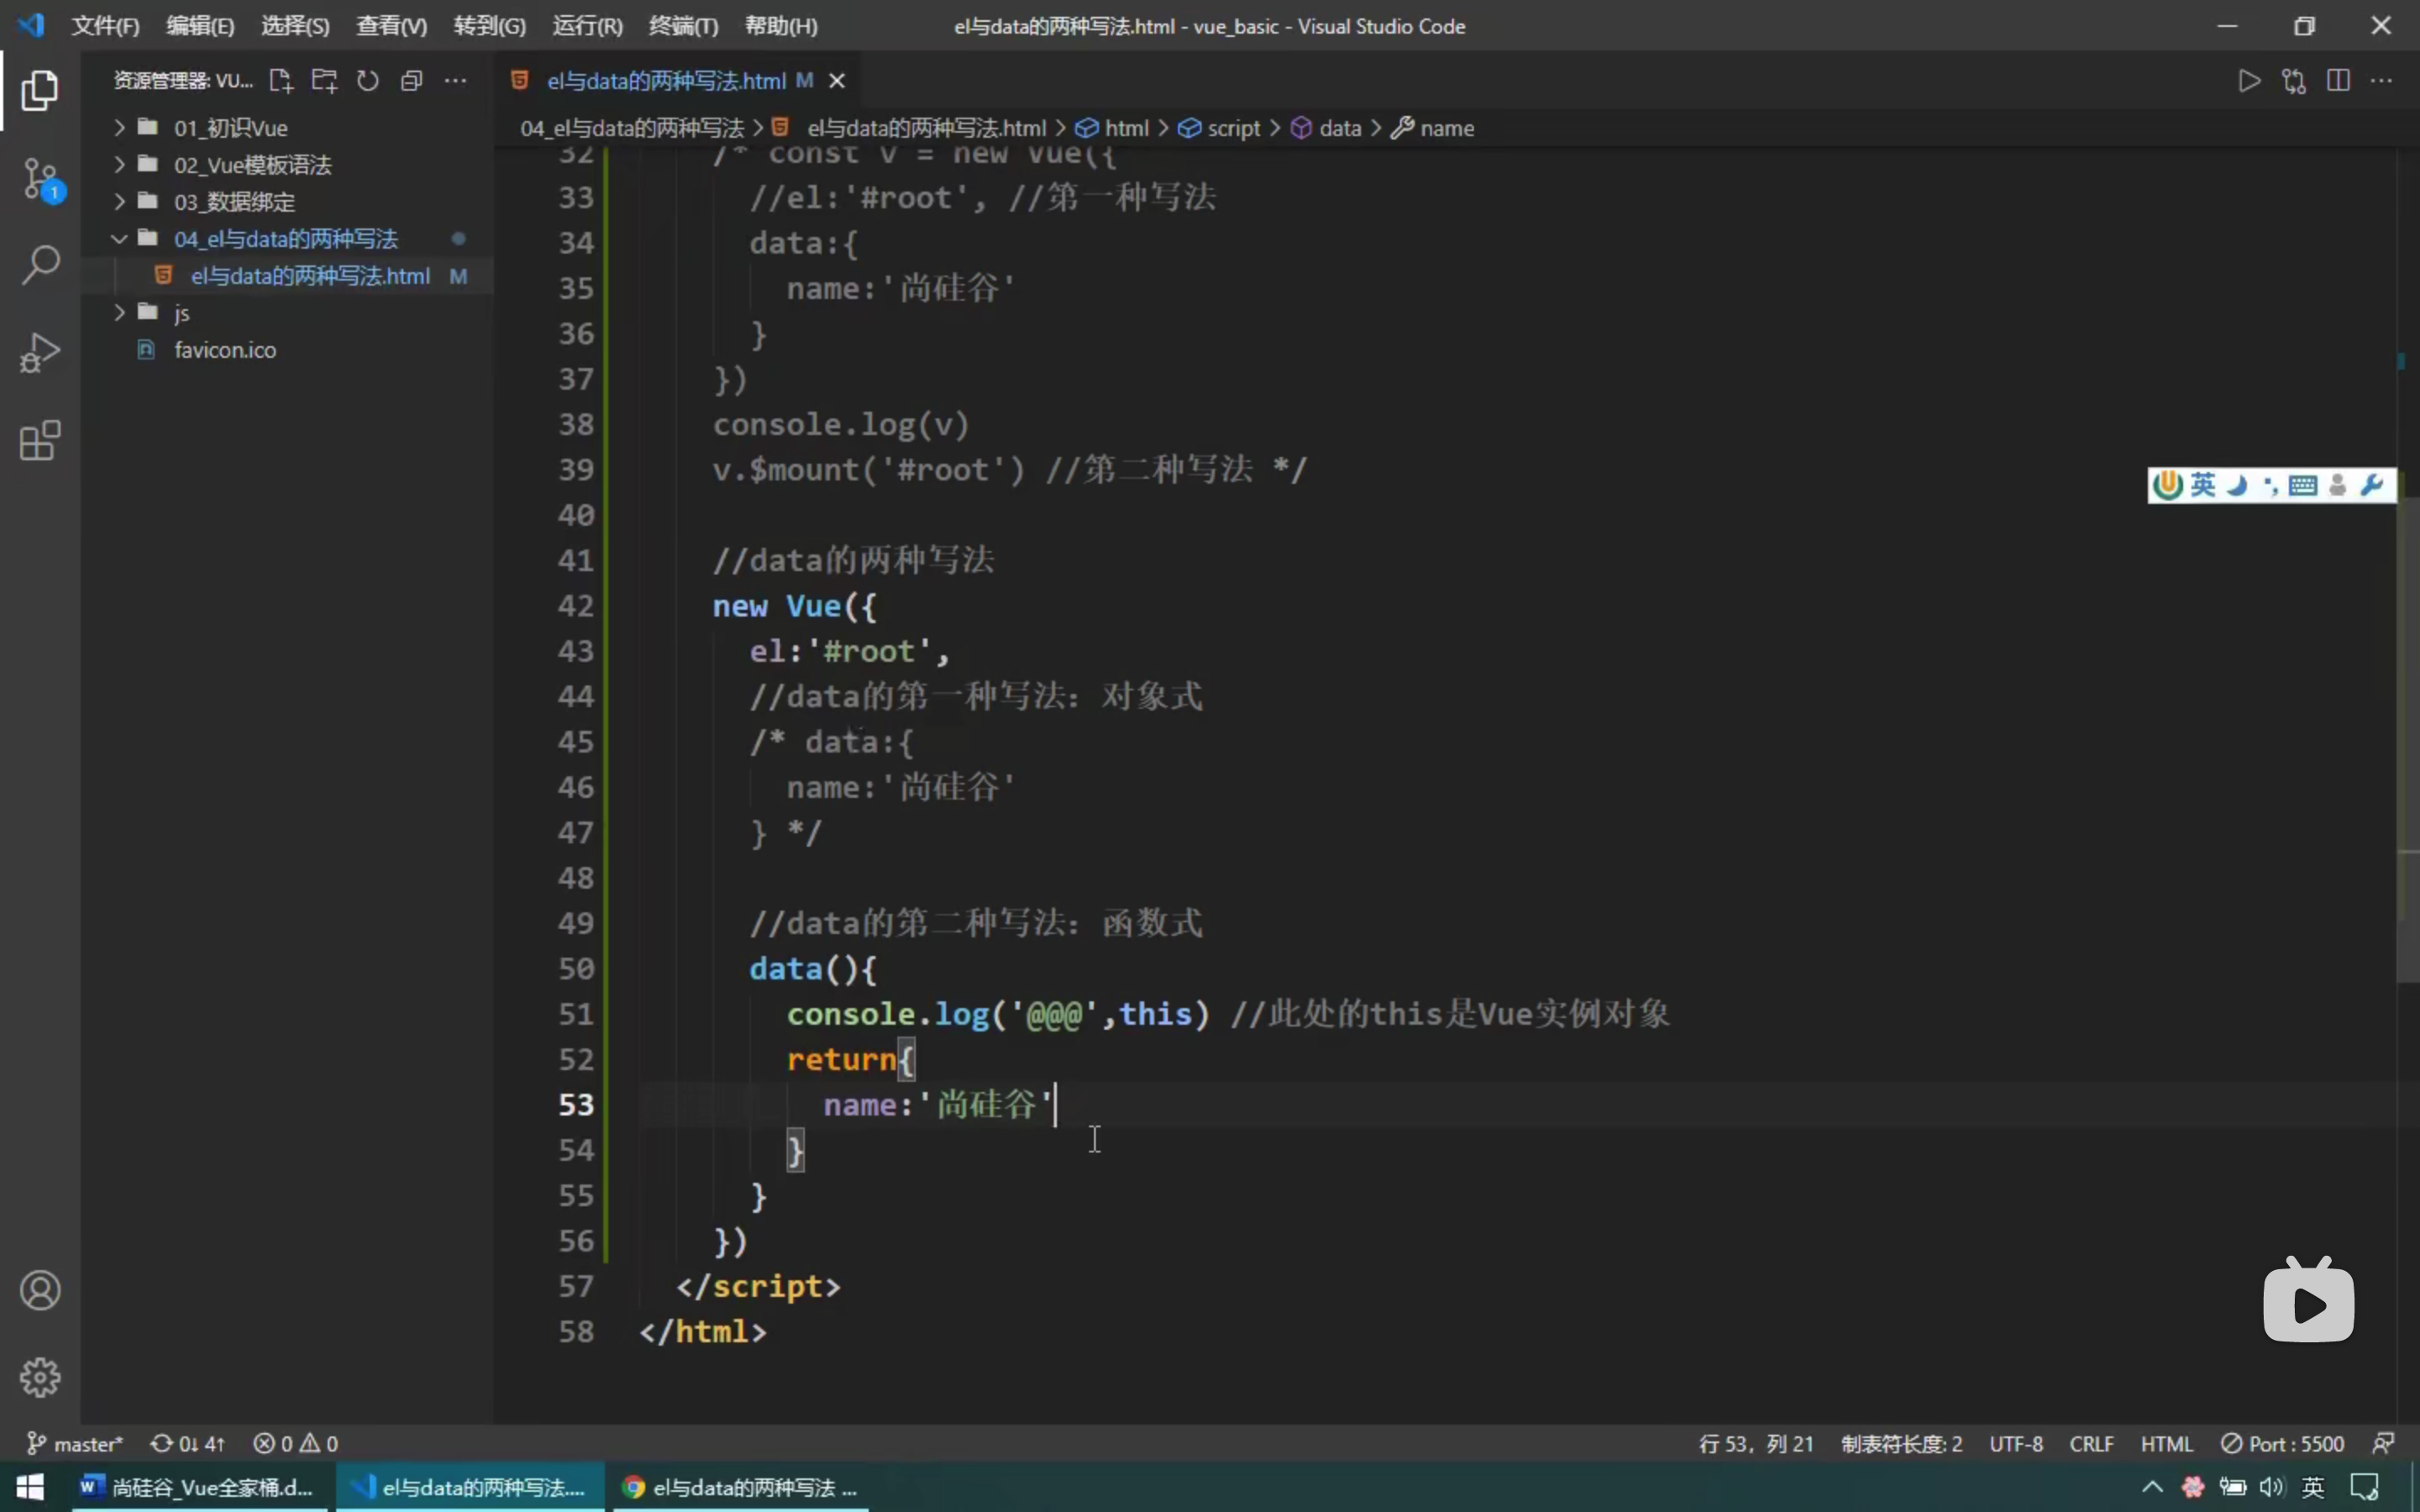 文件(F) 编辑(E) 选择(S) 查看(V) 转到(G) 运行(R) 终端(T) 帮助(H) el与data的两种写法.html - vue_basic - Visual Studio Code
资源管理器: VU...
01_初识Vue
02_Vue模板语法
03_数据绑定
04_el与data的两种写法
el与data的两种写法.html M
js
favicon.ico
1
el与data的两种写法.html M
04_el与data的两种写法 > el与data的两种写法.html > html > script > data > name
32 /* const v = new Vue({
33 //el:'#root', //第一种写法
34 data:{
35 name:'尚硅谷'
36 }
37 })
38 console.log(v)
39 v.$mount('#root') //第二种写法 */
40
41 //data的两种写法
42 new Vue({
43 el:'#root',
44 //data的第一种写法: 对象式
45 /* data:{
46 name:'尚硅谷'
47 } */
48
49 //data的第二种写法: 函数式
50 data(){
51 console.log('@@@',this) //此处的this是Vue实例对象
52 return{
53 name:'尚硅谷'
54 }
55 }
56 })
57 </script>
58 </html>
英
master* 0↓ 4↑ 0 0 行 53, 列 21 制表符长度: 2 UTF-8 CRLF HTML Port : 5500
尚硅谷_Vue全家桶.d... el与data的两种写法.... el与data的两种写法 ... 英